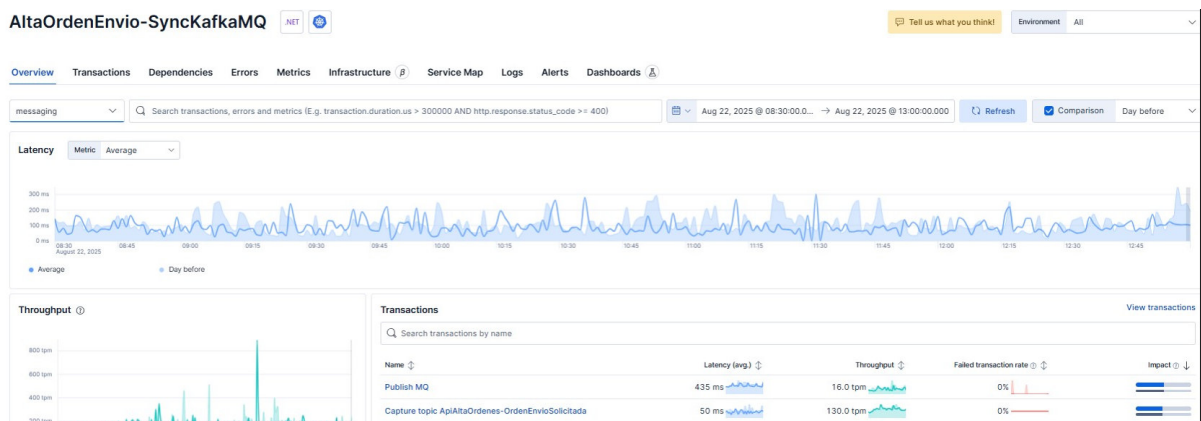 AltaOrdenEnvio-SyncKafkaMQ .NET Tell us what you think! Environment All
Overview Transactions Dependencies Errors Metrics Infrastructure β Service Map Logs Alerts Dashboards
messaging Search transactions, errors and metrics (E.g. transaction.duration.us > 300000 AND http.response.status_code >= 400) Aug 22, 2025 @ 08:30:00.0... → Aug 22, 2025 @ 13:00:00.000 Refresh Comparison Day before
Latency Metric Average
300 ms
200 ms
100 ms
0 ms
08:30 08:45 09:00 09:15 09:30 09:45 10:00 10:15 10:30 10:45 11:00 11:15 11:30 11:45 12:00 12:15 12:30 12:45
August 22, 2025
Average Day before
Throughput
800 tpm
600 tpm
400 tpm
200 tpm
Transactions View transactions
Search transactions by name
Name Latency (avg.) Throughput Failed transaction rate Impact
Publish MQ 435 ms 16.0 tpm 0%
Capture topic ApiAltaOrdenes-OrdenEnvioSolicitada 50 ms 130.0 tpm 0%